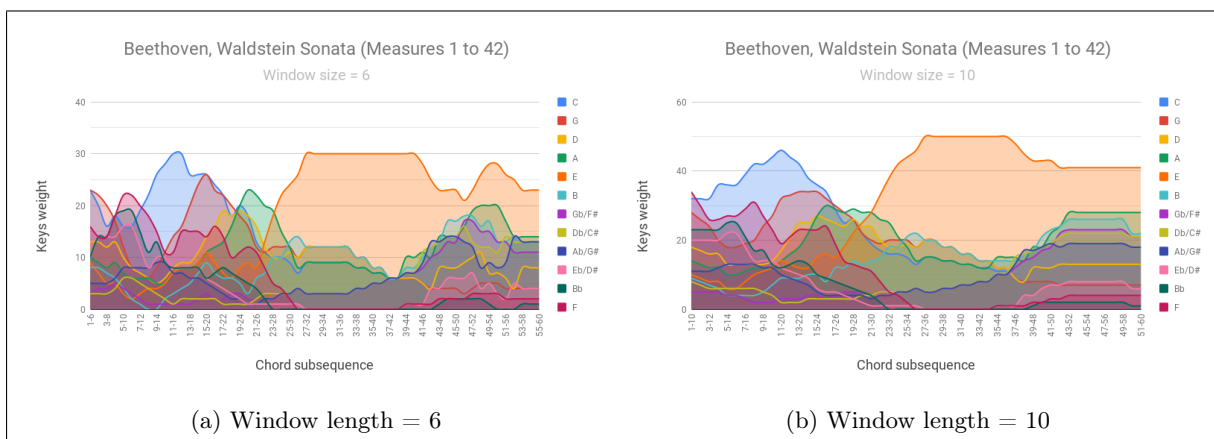 Beethoven, Waldstein Sonata (Measures 1 to 42)
Window size = 6
Keys weight
40
30
20
10
0
1-6
3-8
5-10
7-12
9-14
11-16
13-18
15-20
17-22
19-24
21-26
23-28
25-30
27-32
29-34
31-36
33-38
35-40
37-42
39-44
41-46
43-48
45-50
47-52
49-54
51-56
53-58
55-60
Chord subsequence
C
G
D
A
E
B
Gb/F#
Db/C#
Ab/G#
Eb/D#
Bb
F
(a) Window length = 6
Beethoven, Waldstein Sonata (Measures 1 to 42)
Window size = 10
Keys weight
60
40
20
0
1-10
3-12
5-14
7-16
9-18
11-20
13-22
15-24
17-26
19-28
21-30
23-32
25-34
27-36
29-38
31-40
33-42
35-44
37-46
39-48
41-50
43-52
45-54
47-56
49-58
51-60
Chord subsequence
C
G
D
A
E
B
Gb/F#
Db/C#
Ab/G#
Eb/D#
Bb
F
(b) Window length = 10